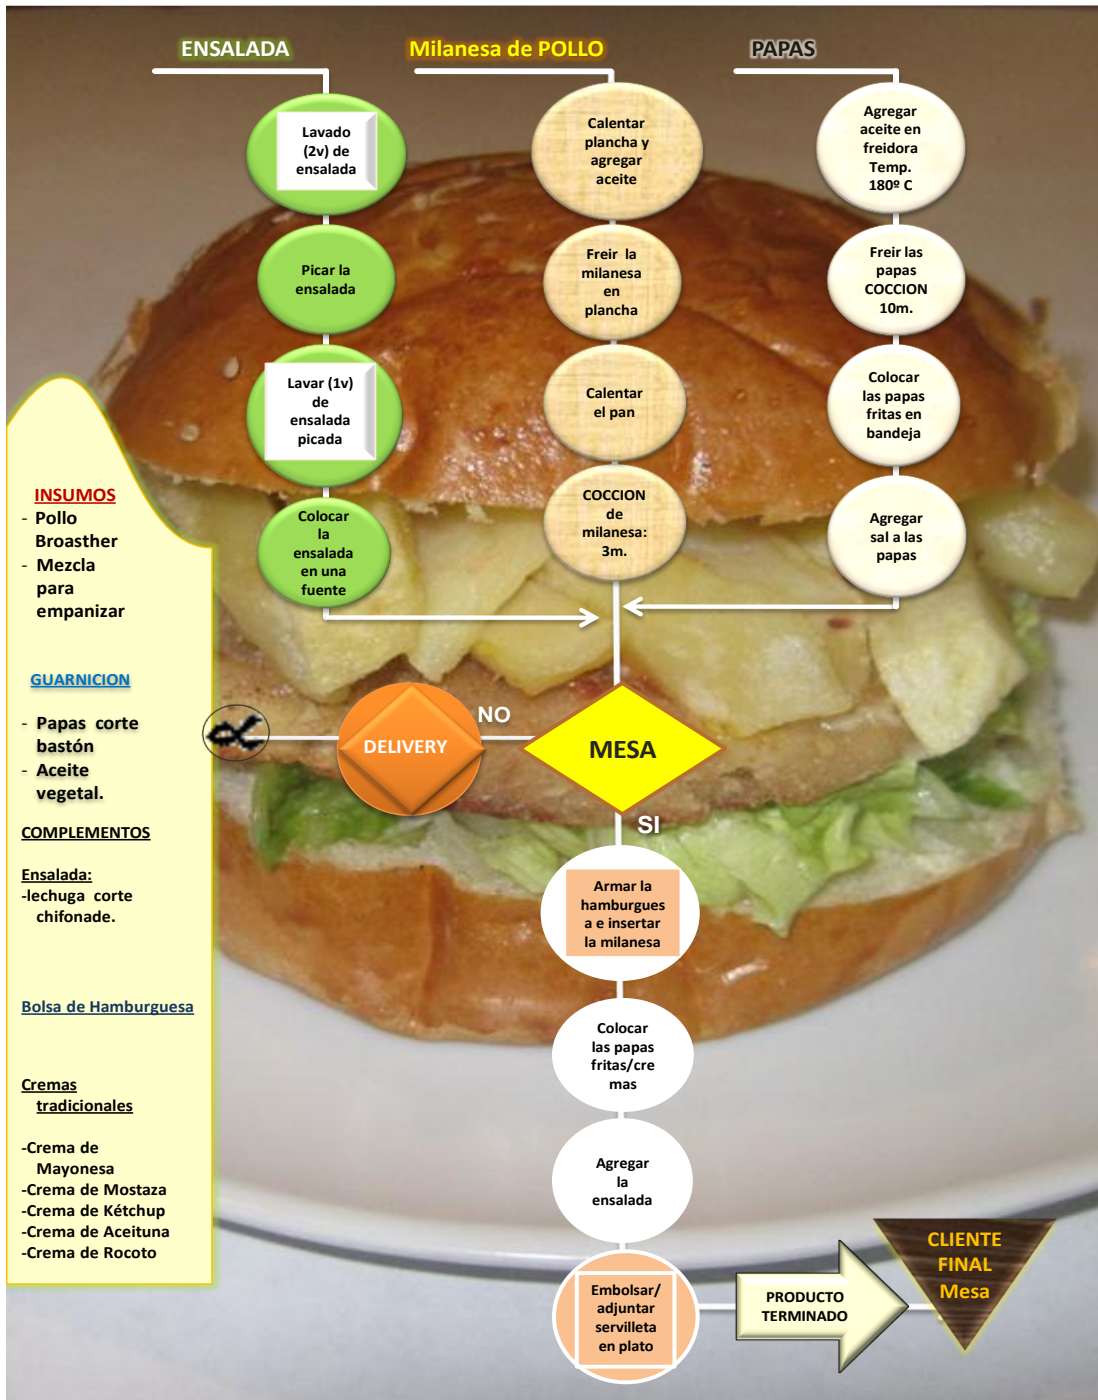 ENSALADA
Lavado
(2v) de
ensalada
Picar la
ensalada
Lavar (1v)
de
ensalada
picada
Colocar
la
ensalada
en una
fuente
Milanesa de POLLO
Calentar
plancha y
agregar
aceite
Freir la
milanesa
en
plancha
Calentar
el pan
COCCION
de
milanesa:
3m.
PAPAS
Agregar
aceite en
freidora
Temp.
180º C
Freir las
papas
COCCION
10m.
Colocar
las papas
fritas en
bandeja
Agregar
sal a las
papas
INSUMOS
- Pollo
Broasther
- Mezcla
para
empanizar
GUARNICION
- Papas corte
bastón
- Aceite
vegetal.
COMPLEMENTOS
Ensalada:
-lechuga corte
chifonade.
Bolsa de Hamburguesa
Cremas
tradicionales
-Crema de
Mayonesa
-Crema de Mostaza
-Crema de Kétchup
-Crema de Aceituna
-Crema de Rocoto
MESA
NO
DELIVERY
SI
Armar la
hamburgues
a e insertar
la milanesa
Colocar
las papas
fritas/cre
mas
Agregar
la
ensalada
Embolsar/
adjuntar
servilleta
en plato
PRODUCTO
TERMINADO
CLIENTE
FINAL
Mesa